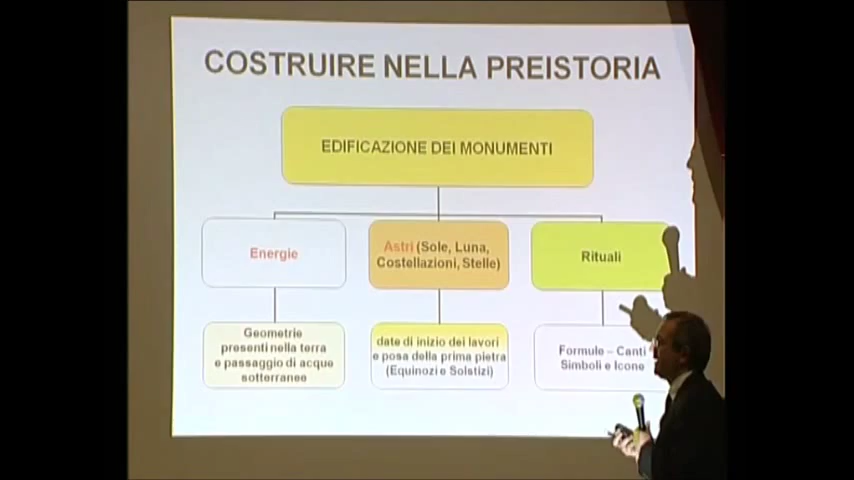 COSTRUIRE NELLA PREISTORIA
EDIFICAZIONE DEI MONUMENTI
Energie
Astri (Sole, Luna,
Costellazioni, Stelle)
Rituali
Geometrie
presenti nella terra
e passaggio di acque
sotterranee
date di inizio dei lavori
e posa della prima pietra
(Equinozi e Solstizi)
Formule – Canti
Simboli e Icone